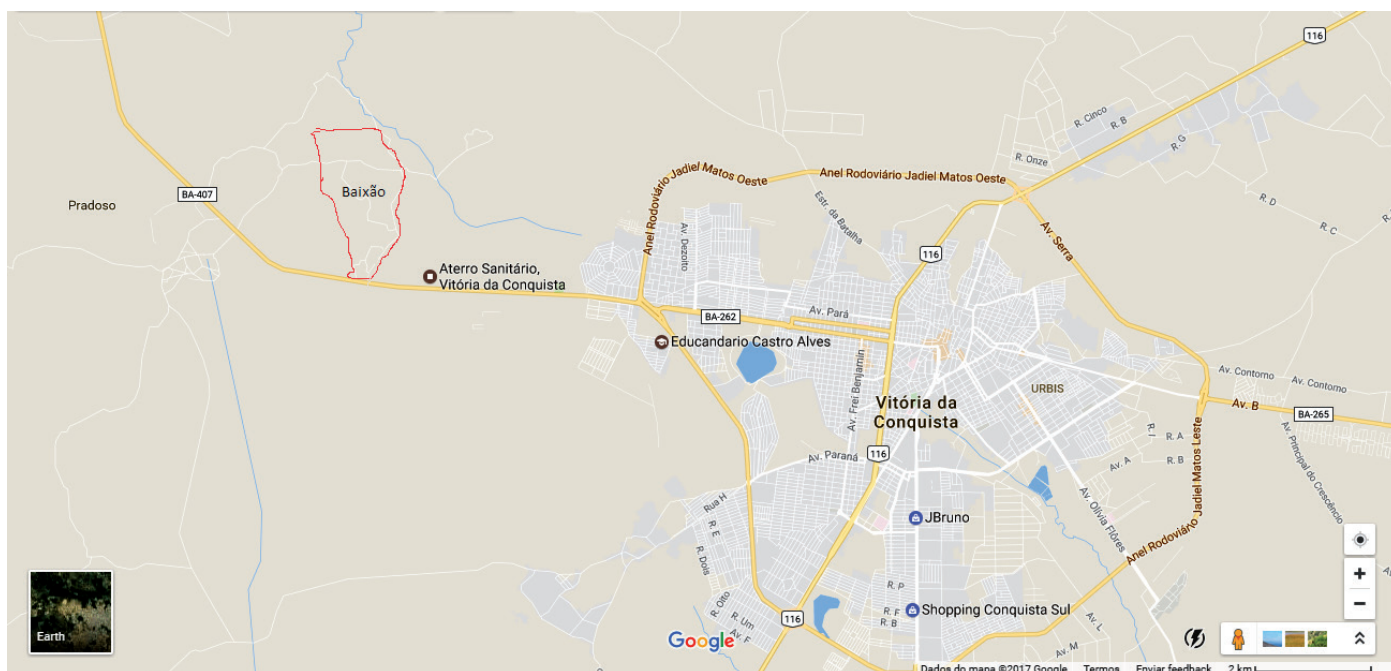 116
R. Cinco
R. B
R. G
R. Onze
Anel Rodoviário Jadiel Matos Oeste
Anel Rodoviário Jadiel Matos Oeste
Baixão
BA-407
Pradoso
R. D
R. C
Estr. da Batalha
Av. Dezoito
Av. Serra
116
Aterro Sanitário,
Vitória da Conquista
BA-262
Av. Pará
Educandario Castro Alves
Av. Frei Benjamin
URBIS
Av. Contorno
Av. Contorno
Vitória da
Conquista
Av. B
BA-265
R. I
R. A
R. B
Av. A
Av. Principal do Crescêncio
116
Av. Paraná
Rua H
Av. Olívia Flôres
Anel Rodoviário Jadiel Matos Leste
JBruno
R. E
R. Dois
R. P
R. F
R. B
Shopping Conquista Sul
R. Oito
R. Um
Av. F
116
Av. L
Av. M
Earth
Google
Dados do mapa ©2017 Google Termos Enviar feedback 2 km